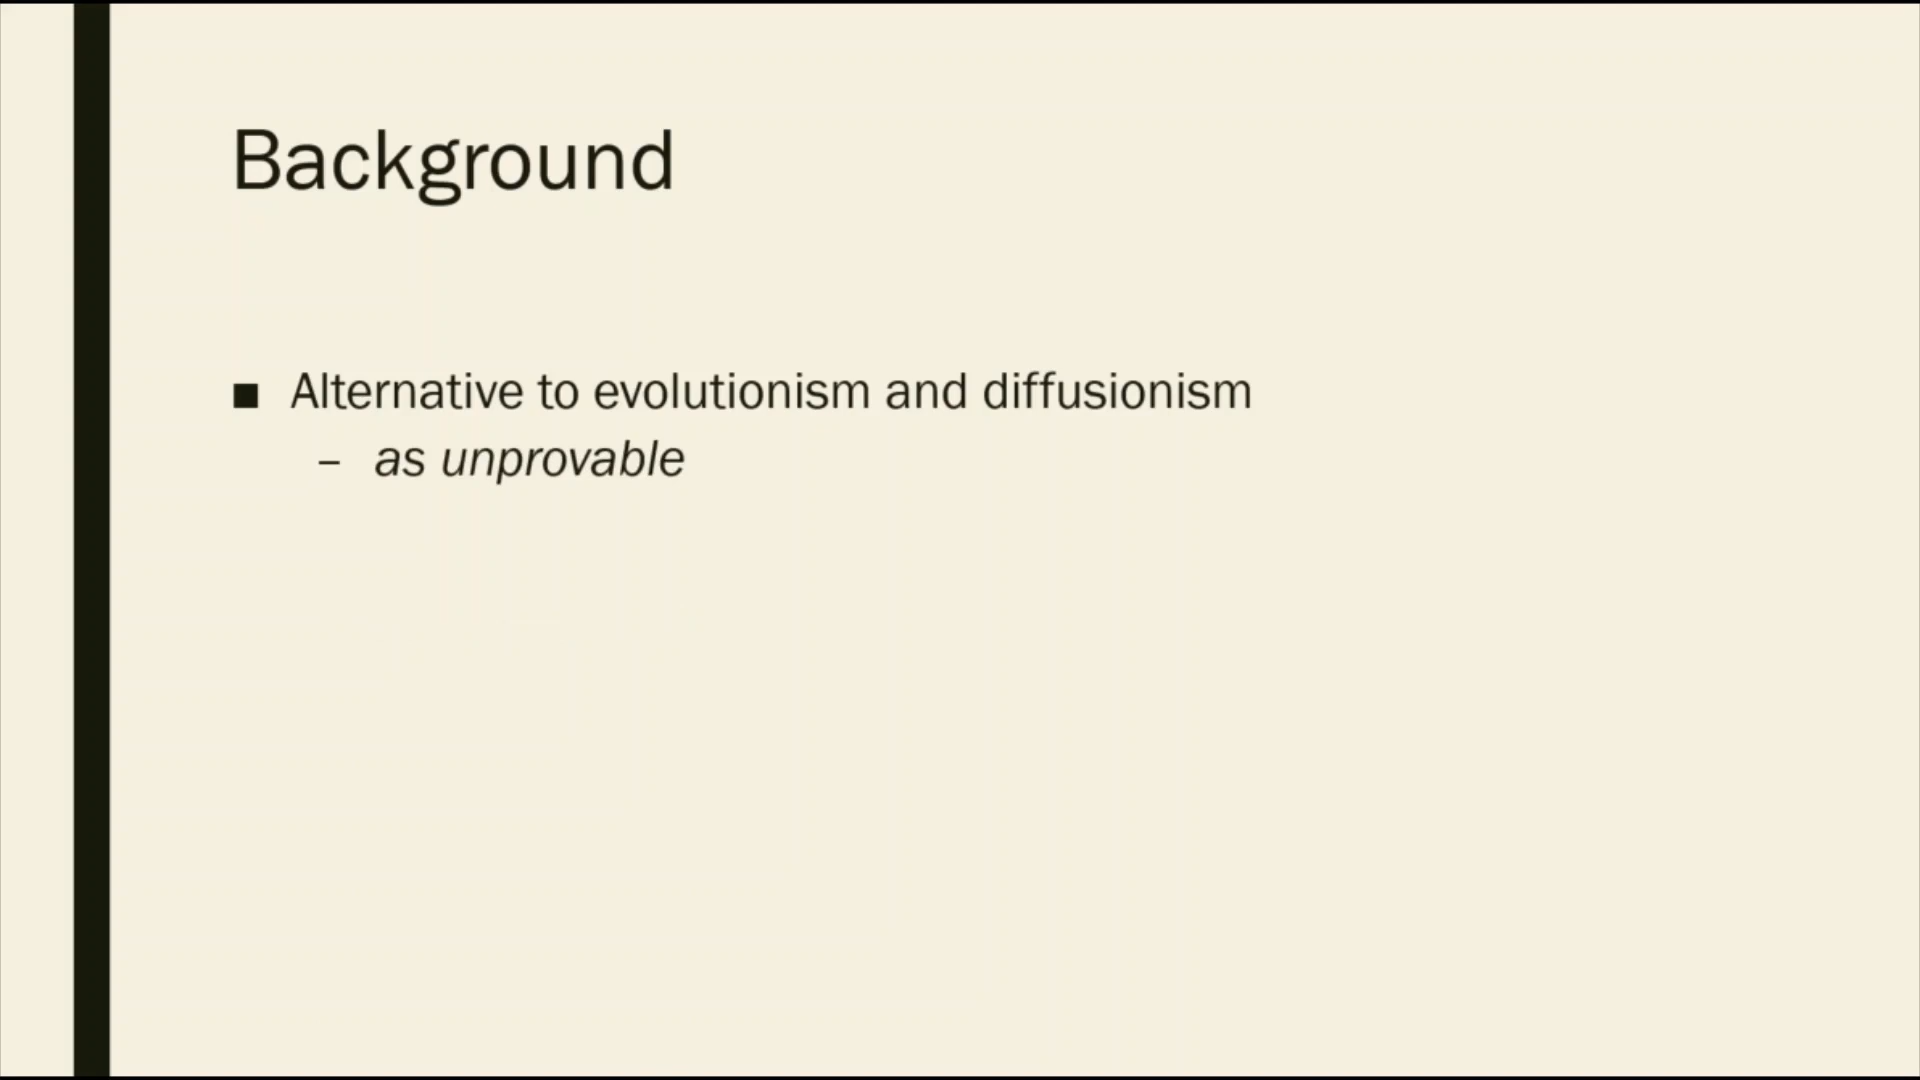 Background
■ Alternative to evolutionism and diffusionism
– as unprovable